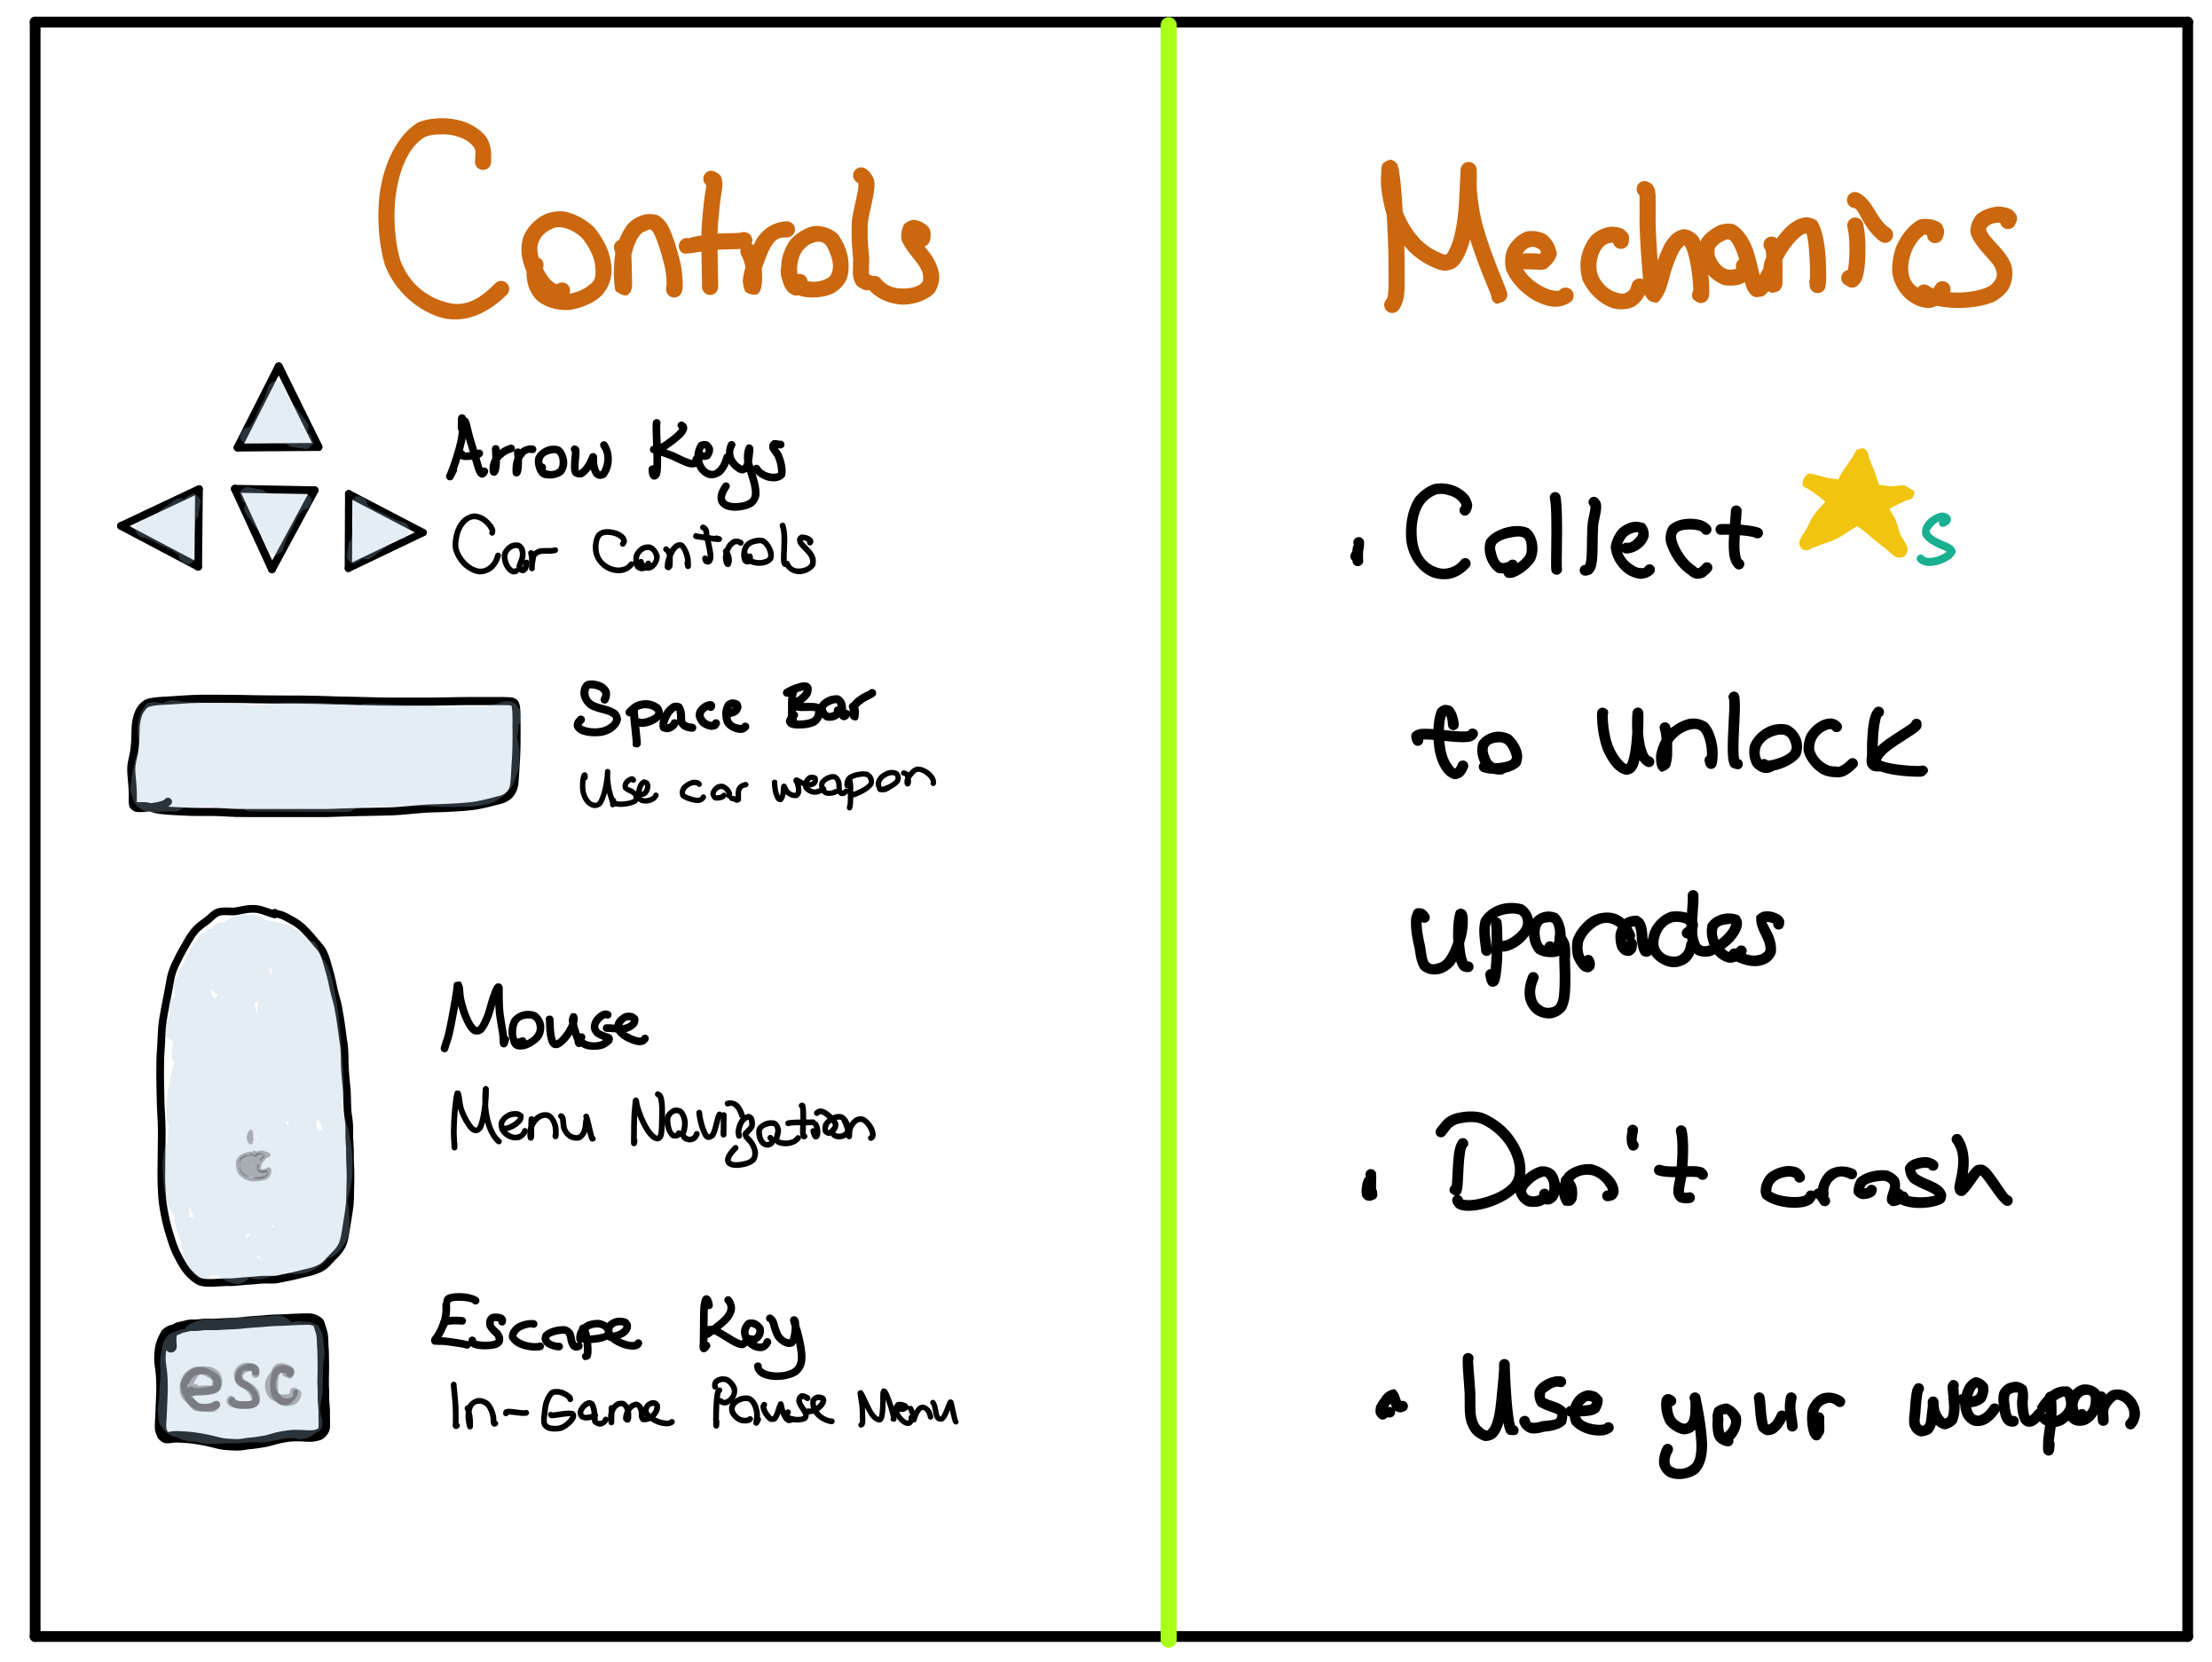 Controls
Arrow Keys
Car Controls
Space Bar
Use car weapon
Mouse
Menu Navigation
esc
Escape Key
In-Game Pause Menu
Mechanics
. Collect s
to unlock
upgrades
. Don't crash
. Use your weapon